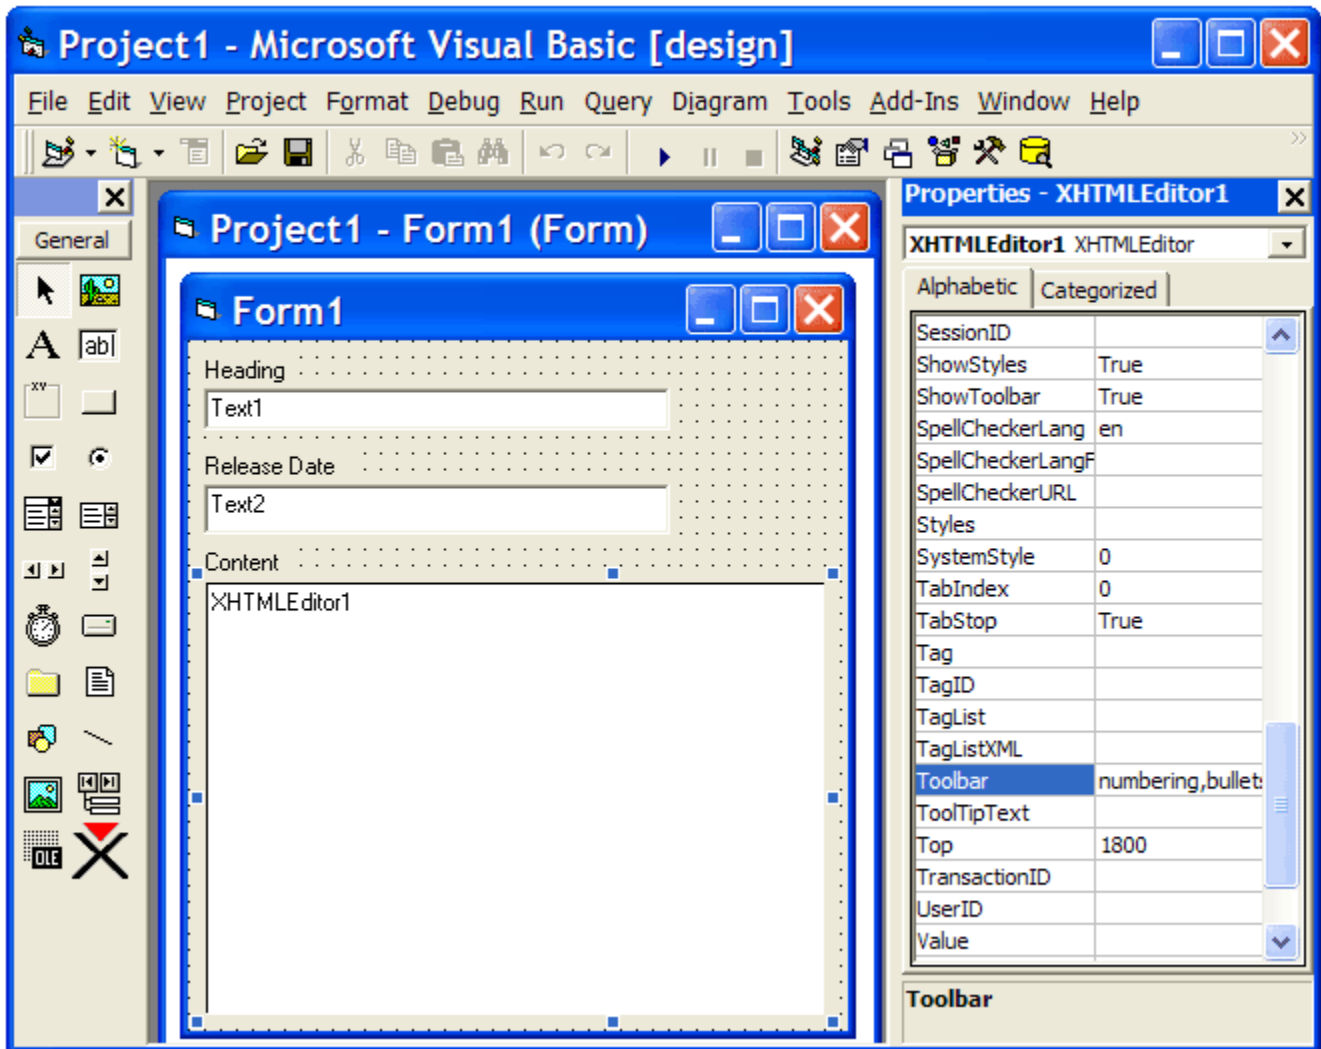 Project1 - Microsoft Visual Basic [design]
File Edit View Project Format Debug Run Query Diagram Tools Add-Ins Window Help
General
A
ab
XY
OLE
Project1 - Form1 (Form)
Form1
Heading
Text1
Release Date
Text2
Content
XHTMLEditor1
Properties - XHTMLEditor1
XHTMLEditor1 XHTMLEditor
Alphabetic Categorized
SessionID
ShowStyles True
ShowToolbar True
SpellCheckerLang en
SpellCheckerLangF
SpellCheckerURL
Styles
SystemStyle 0
TabIndex 0
TabStop True
Tag
TagID
TagList
TagListXML
Toolbar numbering,bullets
ToolTipText
Top 1800
TransactionID
UserID
Value
Toolbar